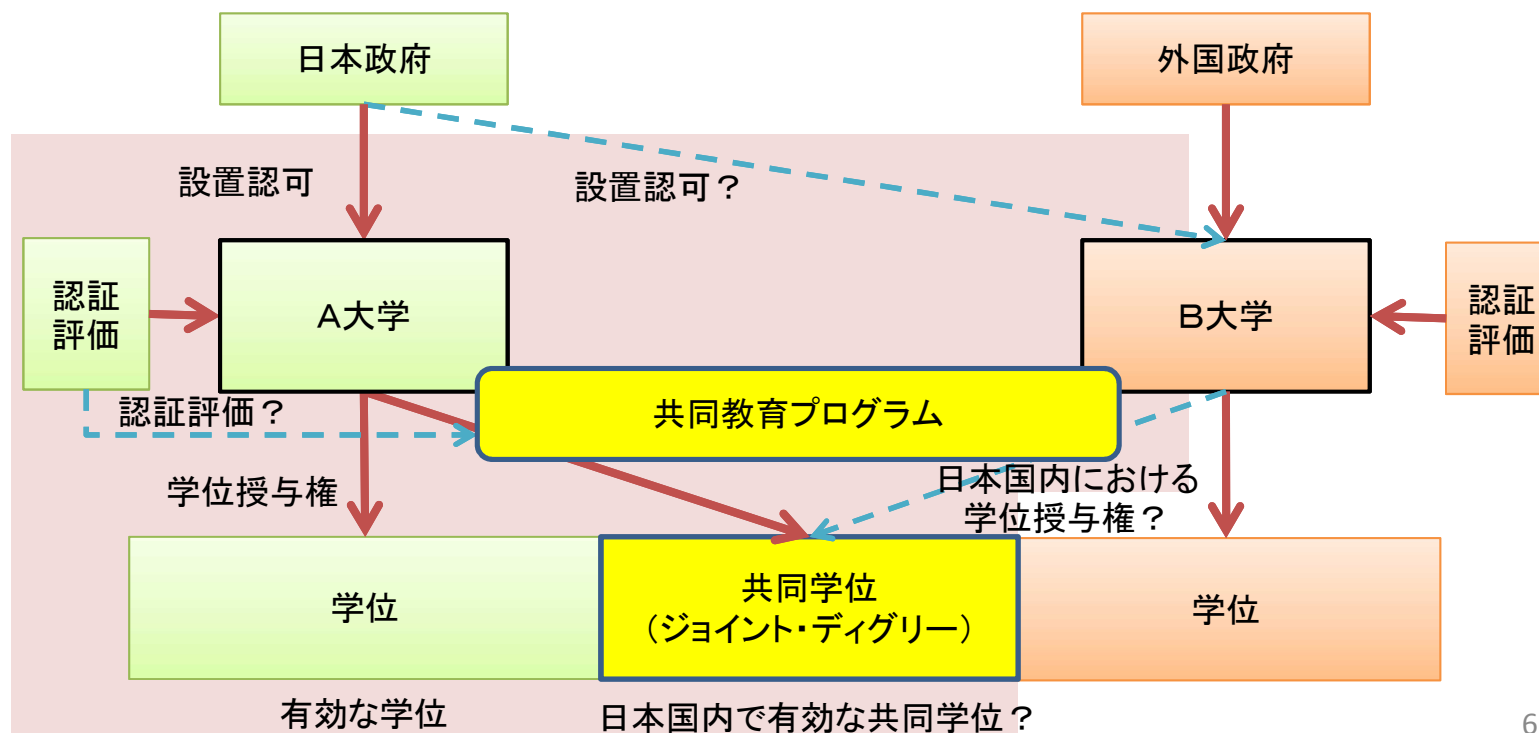 日本政府
外国政府
設置認可
設置認可？
認証
評価
Ａ大学
Ｂ大学
認証
評価
認証評価？
共同教育プログラム
学位授与権
日本国内における
学位授与権？
学位
共同学位
（ジョイント・ディグリー）
学位
有効な学位
日本国内で有効な共同学位？
6